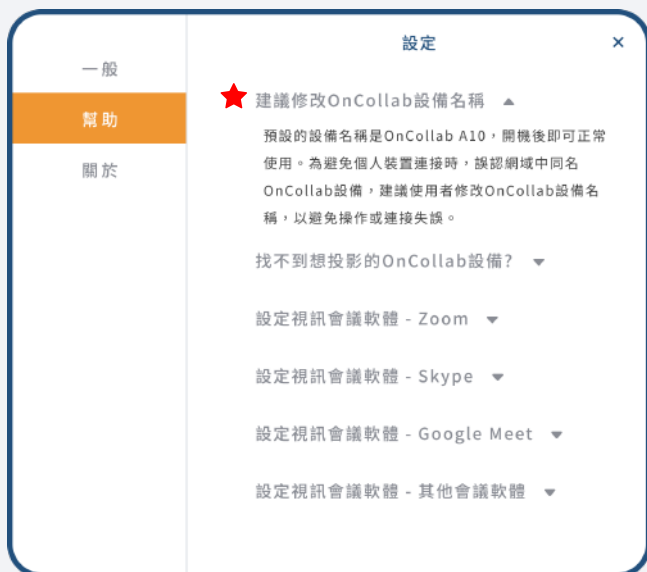 設定
×
一般
幫助
關於
建議修改OnCollab設備名稱
預設的設備名稱是OnCollab A10，開機後即可正常
使用。為避免個人裝置連接時，誤認網域中同名
OnCollab設備，建議使用者修改OnCollab設備名
稱，以避免操作或連接失誤。
找不到想投影的OnCollab設備?
設定視訊會議軟體 - Zoom
設定視訊會議軟體 - Skype
設定視訊會議軟體 - Google Meet
設定視訊會議軟體 - 其他會議軟體